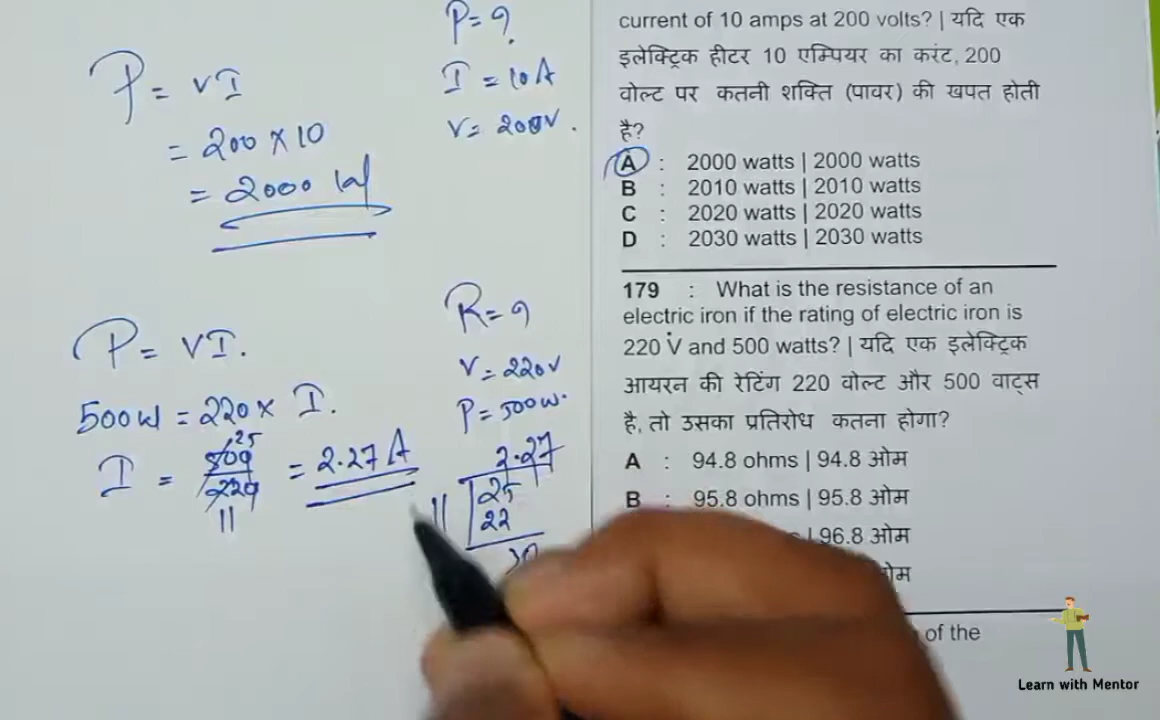 P = VI
= 200 × 10
= 2000 W
P = ?
I = 10 A
V = 200V.
P = VI.
500W = 220 × I.
I = 500/220 = 2.27 A
25
11
R = ?
V = 220V
P = 500W.
2.27
11 25
22
30
current of 10 amps at 200 volts? | यदि एक
इलेक्ट्रिक हीटर 10 एम्पियर का करंट, 200
वोल्ट पर कतनी शक्ति (पावर) की खपत होती
है?
A : 2000 watts | 2000 watts
B : 2010 watts | 2010 watts
C : 2020 watts | 2020 watts
D : 2030 watts | 2030 watts
179 : What is the resistance of an
electric iron if the rating of electric iron is
220 V and 500 watts? | यदि एक इलेक्ट्रिक
आयरन की रेटिंग 220 वोल्ट और 500 वाट्स
है, तो उसका प्रतिरोध कतना होगा?
A : 94.8 ohms | 94.8 ओम
B : 95.8 ohms | 95.8 ओम
| 96.8 ओम
of the
Learn with Mentor